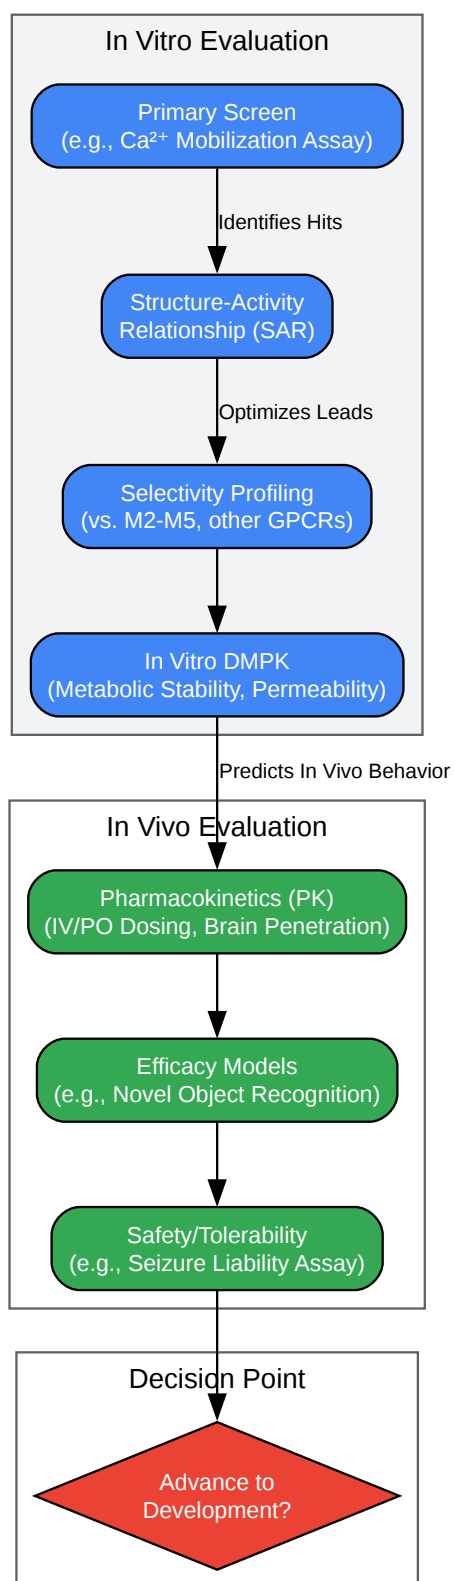 In Vitro Evaluation
Primary Screen
(e.g., Ca²⁺ Mobilization Assay)
Identifies Hits
Structure-Activity
Relationship (SAR)
Optimizes Leads
Selectivity Profiling
(vs. M2-M5, other GPCRs)
In Vitro DMPK
(Metabolic Stability, Permeability)
Predicts In Vivo Behavior
In Vivo Evaluation
Pharmacokinetics (PK)
(IV/PO Dosing, Brain Penetration)
Efficacy Models
(e.g., Novel Object Recognition)
Safety/Tolerability
(e.g., Seizure Liability Assay)
Decision Point
Advance to
Development?